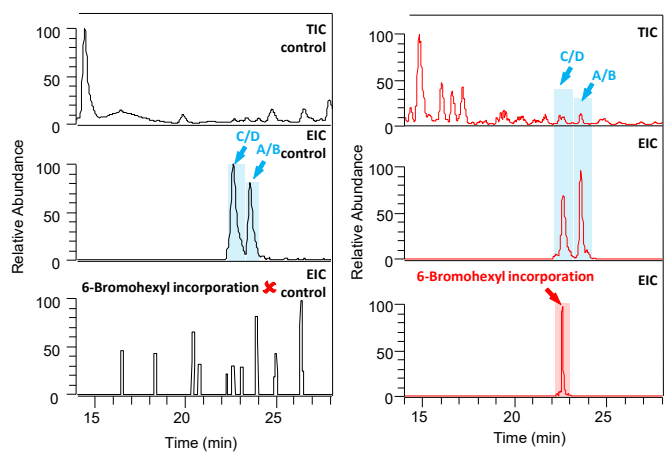 TIC
control
100
50
0
EIC control
C/D
A/B
100
50
0
EIC
6-Bromohexyl incorporation ✘ control
100
50
0
15 20 25
Time (min)
Relative Abundance
TIC
C/D
A/B
100
50
0
EIC
100
50
0
6-Bromohexyl incorporation EIC
100
50
0
15 20 25
Time (min)
Relative Abundance